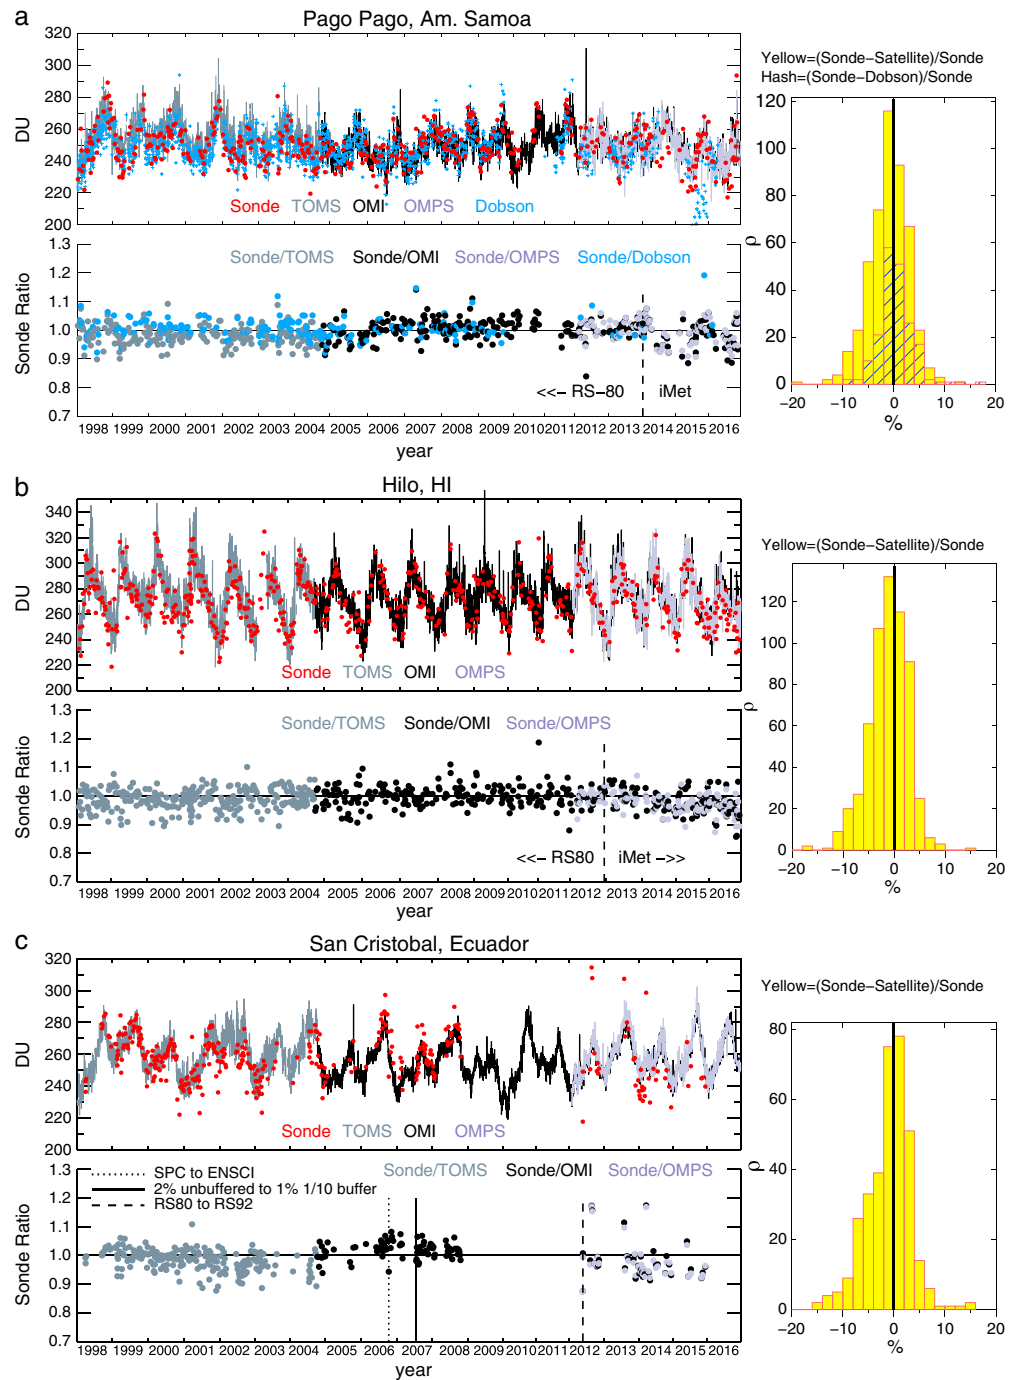 a
Pago Pago, Am. Samoa
320
300
280
260
240
220
200
DU
Sonde TOMS OMI OMPS Dobson
1.3
1.2
1.1
1.0
0.9
0.8
0.7
Sonde Ratio
Sonde/TOMS Sonde/OMI Sonde/OMPS Sonde/Dobson
<<- RS-80 iMet
1998 1999 2000 2001 2002 2003 2004 2005 2006 2007 2008 2009 2010 2011 2012 2013 2014 2015 2016
year
Yellow=(Sonde-Satellite)/Sonde
Hash=(Sonde-Dobson)/Sonde
120
100
80
60
40
20
0
ρ
-20 -10 0 10 20
%
b
Hilo, HI
340
320
300
280
260
240
220
200
DU
Sonde TOMS OMI OMPS
1.3
1.2
1.1
1.0
0.9
0.8
0.7
Sonde Ratio
Sonde/TOMS Sonde/OMI Sonde/OMPS
<<- RS80 iMet ->>
1998 1999 2000 2001 2002 2003 2004 2005 2006 2007 2008 2009 2010 2011 2012 2013 2014 2015 2016
year
Yellow=(Sonde-Satellite)/Sonde
120
100
80
60
40
20
0
ρ
-20 -10 0 10 20
%
c
San Cristobal, Ecuador
320
300
280
260
240
220
200
DU
Sonde TOMS OMI OMPS
1.3
1.2
1.1
1.0
0.9
0.8
0.7
Sonde Ratio
SPC to ENSCI
2% unbuffered to 1% 1/10 buffer
RS80 to RS92
Sonde/TOMS Sonde/OMI Sonde/OMPS
1998 1999 2000 2001 2002 2003 2004 2005 2006 2007 2008 2009 2010 2011 2012 2013 2014 2015 2016
year
Yellow=(Sonde-Satellite)/Sonde
80
60
40
20
0
ρ
-20 -10 0 10 20
%